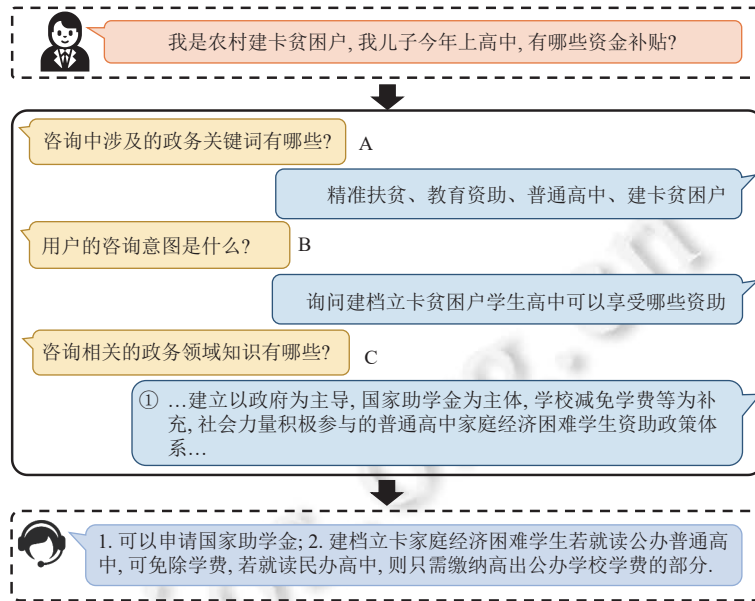 我是农村建卡贫困户, 我儿子今年上高中, 有哪些资金补贴?
咨询中涉及的政务关键词有哪些?
A
精准扶贫、教育资助、普通高中、建卡贫困户
用户的咨询意图是什么?
B
询问建档立卡贫困户学生高中可以享受哪些资助
咨询相关的政务领域知识有哪些?
C
① …建立以政府为主导, 国家助学金为主体, 学校减免学费等为补
充, 社会力量积极参与的普通高中家庭经济困难学生资助政策体
系…
1. 可以申请国家助学金; 2. 建档立卡家庭经济困难学生若就读公办普通高
中, 可免除学费, 若就读民办高中, 则只需缴纳高出公办学校学费的部分.